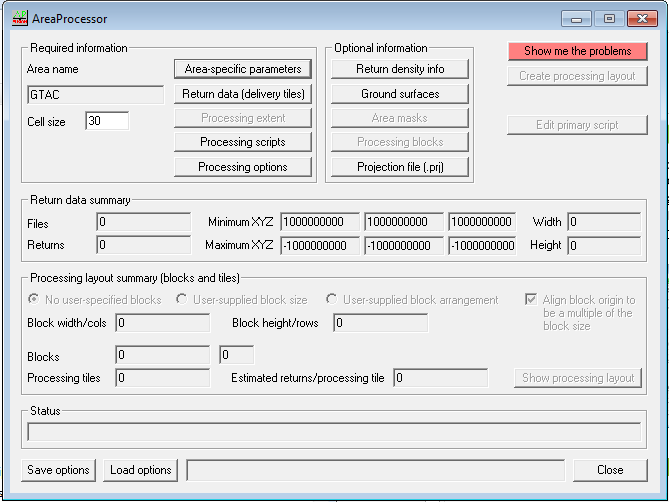 AreaProcessor
Required information
Area name
GTAC
Cell size 30
Area-specific parameters
Return data (delivery tiles)
Processing extent
Processing scripts
Processing options
Optional information
Return density info
Ground surfaces
Area masks
Processing blocks
Projection file (.prj)
Show me the problems
Create processing layout
Edit primary script
Return data summary
Files 0 Minimum XYZ 1000000000 1000000000 1000000000 Width 0
Returns 0 Maximum XYZ -1000000000 -1000000000 -1000000000 Height 0
Processing layout summary (blocks and tiles)
No user-specified blocks User-supplied block size User-supplied block arrangement
Align block origin to
be a multiple of the
block size
Block width/cols 0 Block height/rows 0
Blocks 0 0
Processing tiles 0 Estimated returns/processing tile 0 Show processing layout
Status
Save options Load options Close